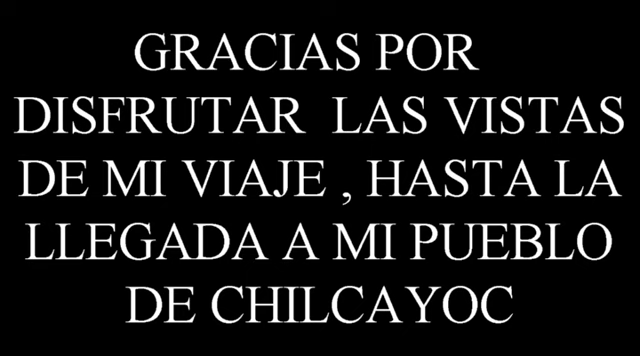 GRACIAS POR
DISFRUTAR LAS VISTAS
DE MI VIAJE , HASTA LA
LLEGADA A MI PUEBLO
DE CHILCAYOC